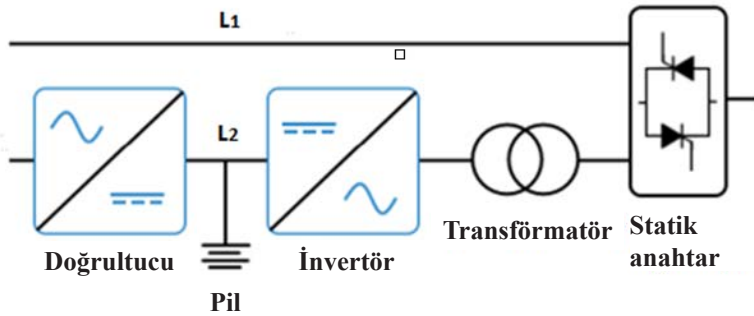 L1
L2
Doğrultucu
Pil
İnvertör
Transförmatör
Statik
anahtar